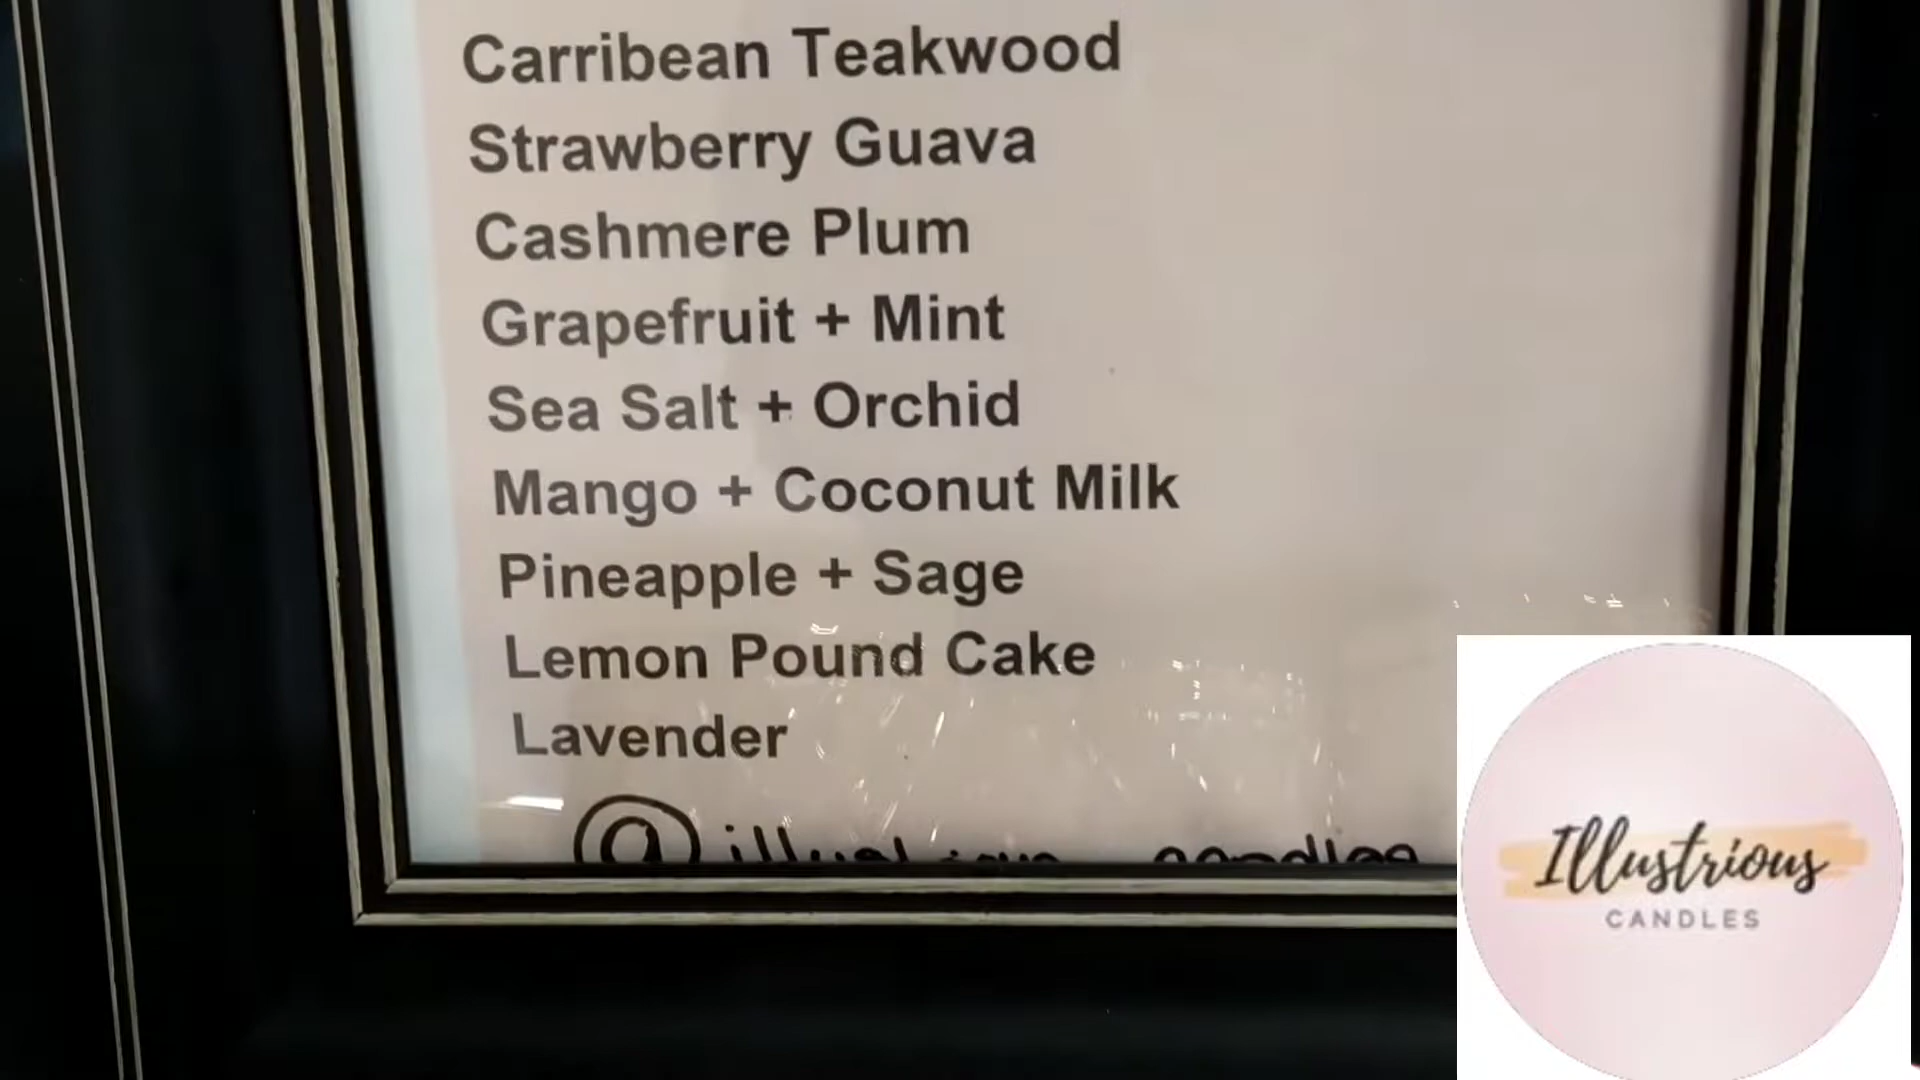 Carribean Teakwood
Strawberry Guava
Cashmere Plum
Grapefruit + Mint
Sea Salt + Orchid
Mango + Coconut Milk
Pineapple + Sage
Lemon Pound Cake
Lavender
Illustrious
CANDLES